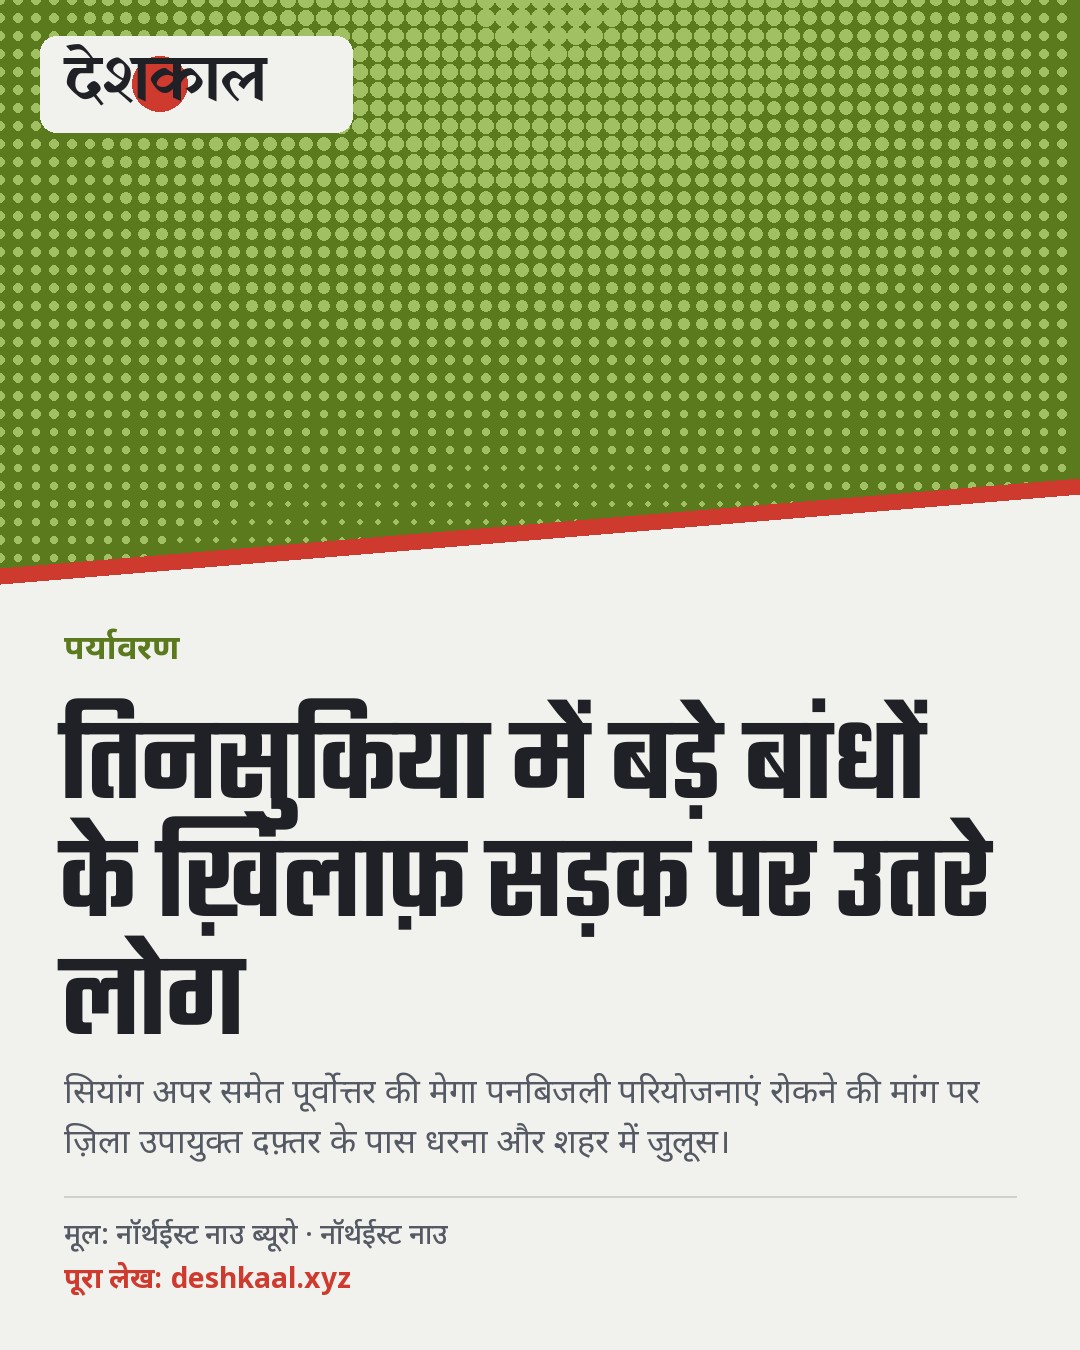 देशकाल
पर्यावरण
तिनसुकिया में बड़े बांधों
के ख़िलाफ़ सड़क पर उतरे
लोग
सियांग अपर समेत पूर्वोत्तर की मेगा पनबिजली परियोजनाएं रोकने की मांग पर
ज़िला उपायुक्त दफ़्तर के पास धरना और शहर में जुलूस।
मूल: नॉर्थईस्ट नाउ ब्यूरो · नॉर्थईस्ट नाउ
पूरा लेख: deshkaal.xyz